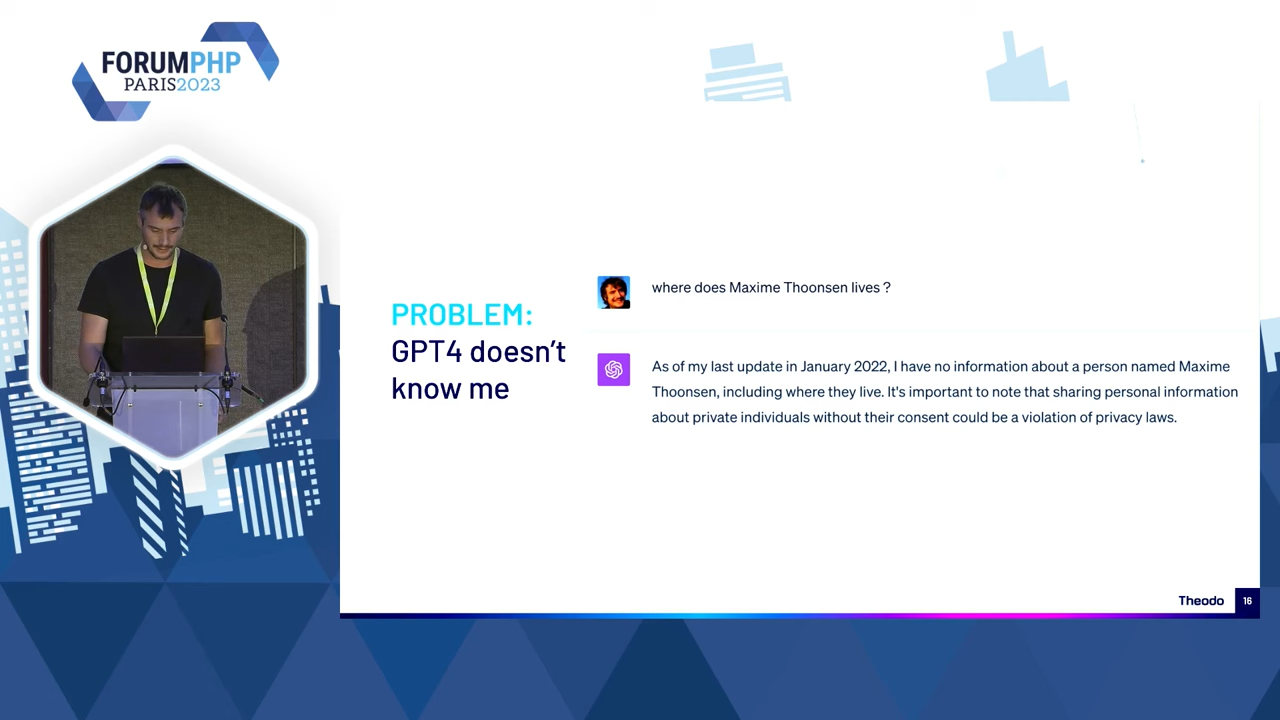 FORUMPHP
PARIS2023
PROBLEM:
GPT4 doesn't
know me
where does Maxime Thoonsen lives ?
As of my last update in January 2022, I have no information about a person named Maxime
Thoonsen, including where they live. It's important to note that sharing personal information
about private individuals without their consent could be a violation of privacy laws.
Theodo
16